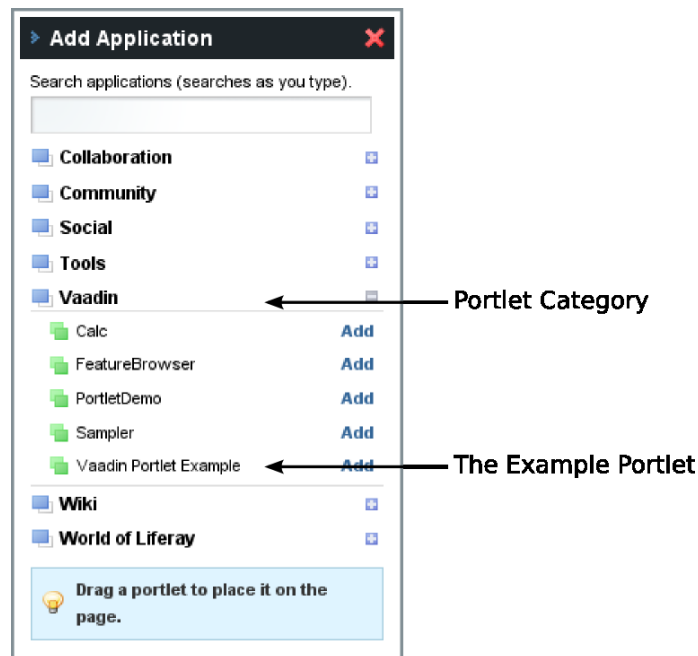 Add Application
Search applications (searches as you type).
Collaboration
Community
Social
Tools
Vaadin
Portlet Category
Calc Add
FeatureBrowser Add
PortletDemo Add
Sampler Add
Vaadin Portlet Example Add
The Example Portlet
Wiki
World of Liferay
Drag a portlet to place it on the
page.